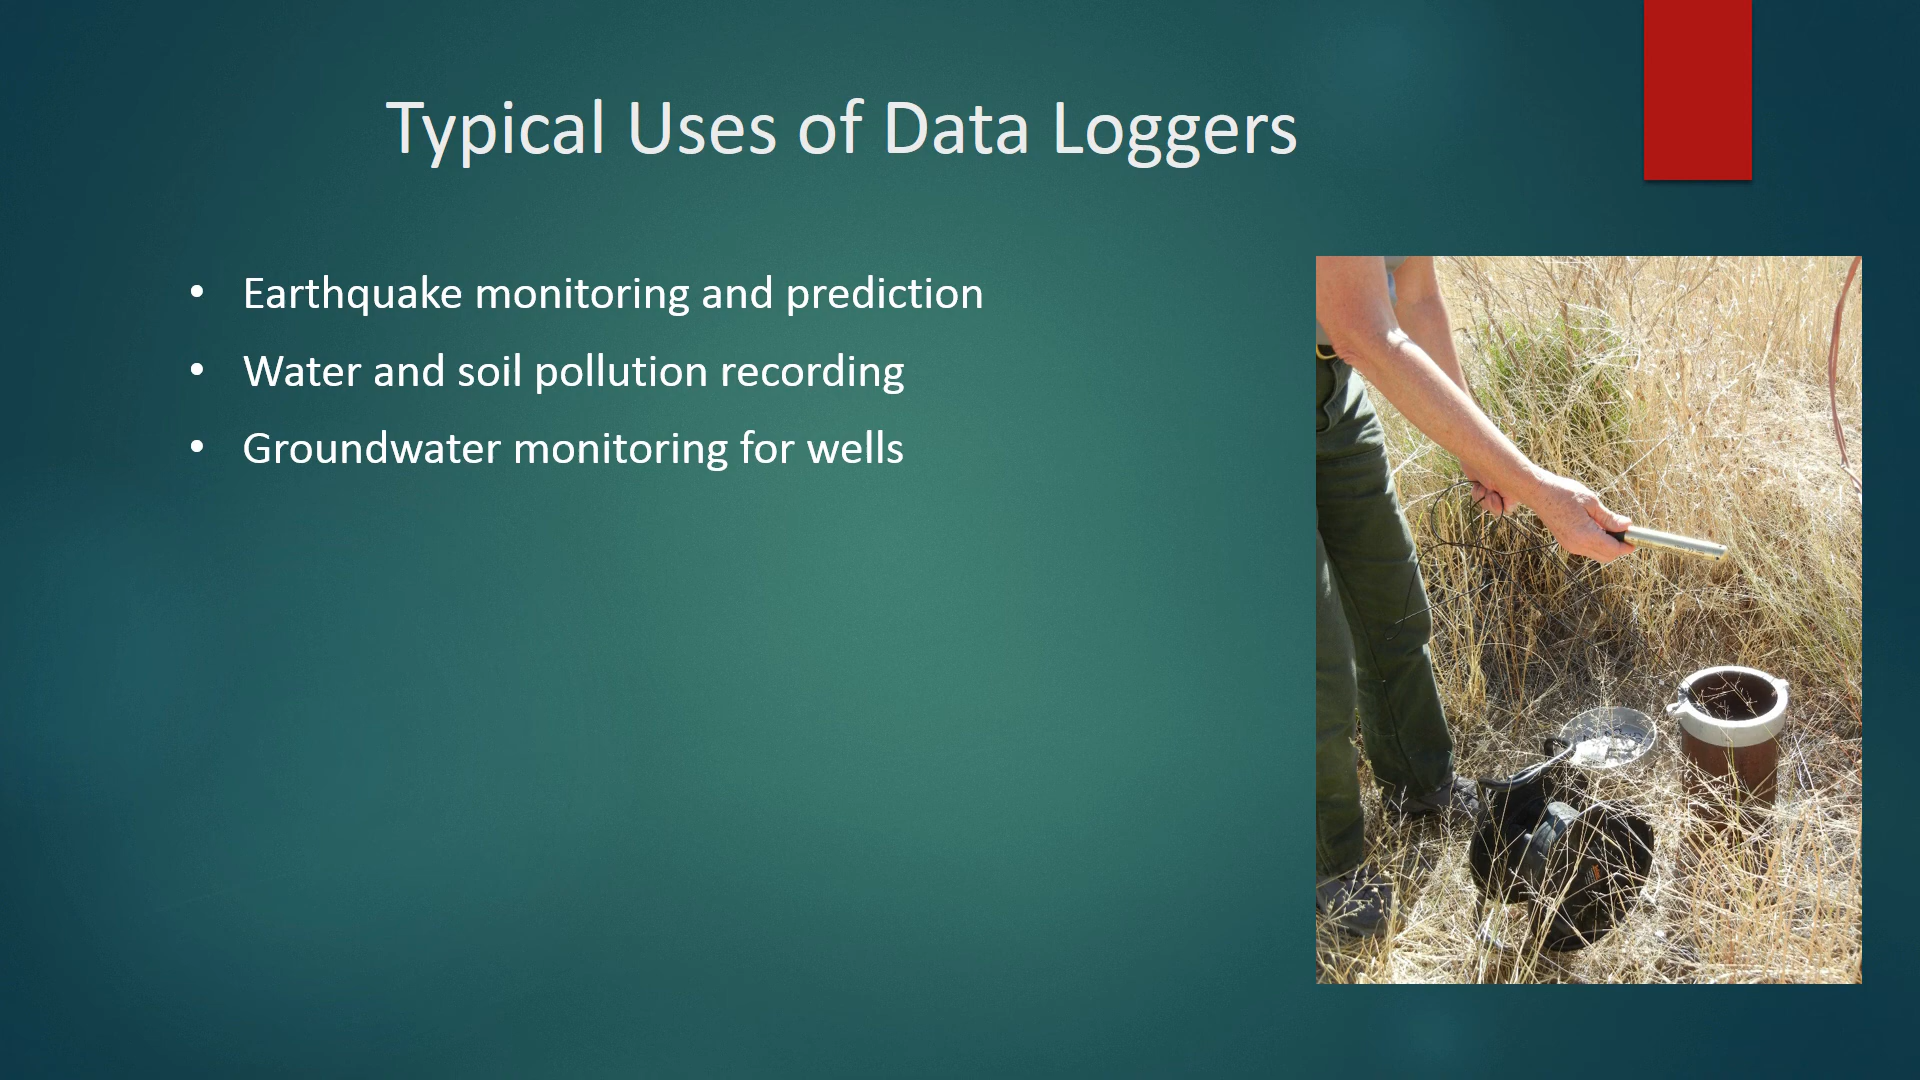 Typical Uses of Data Loggers
• Earthquake monitoring and prediction
• Water and soil pollution recording
• Groundwater monitoring for wells